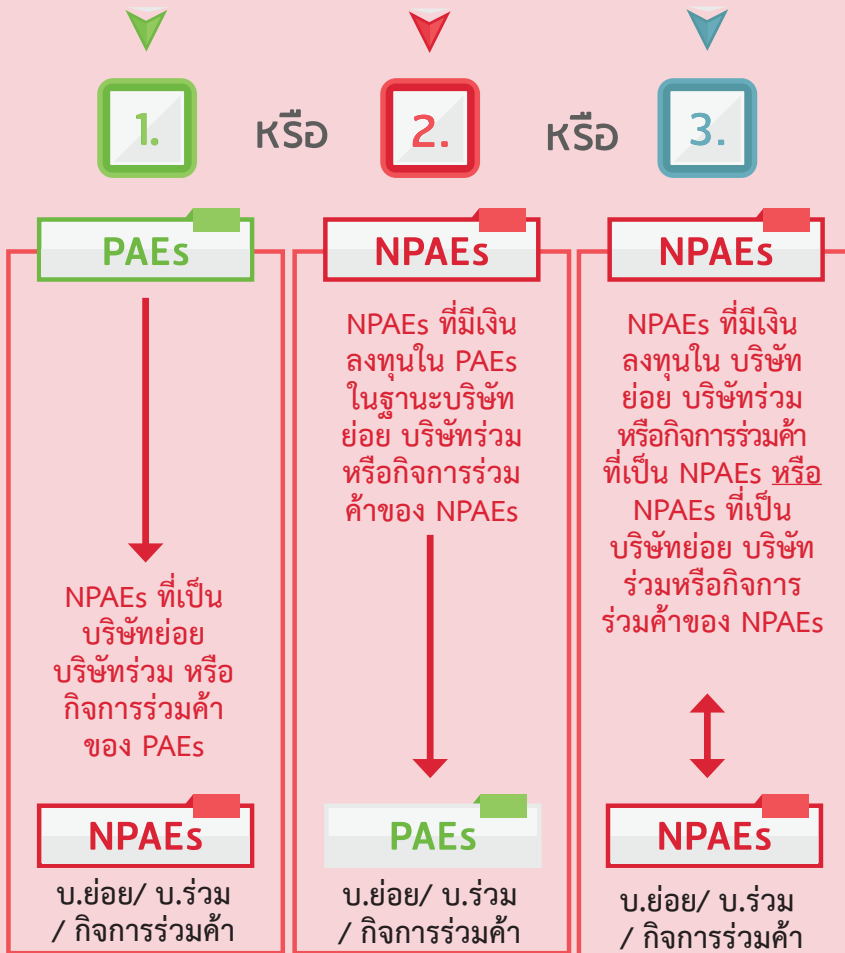 1.
หรือ
2.
หรือ
3.
PAEs
NPAEs ที่เป็น
บริษัทย่อย
บริษัทร่วม หรือ
กิจการร่วมค้า
ของ PAEs
NPAEs
บ.ย่อย/ บ.ร่วม
/ กิจการร่วมค้า
NPAEs
NPAEs ที่มีเงิน
ลงทุนใน PAEs
ในฐานะบริษัท
ย่อย บริษัทร่วม
หรือกิจการร่วม
ค้าของ NPAEs
PAEs
บ.ย่อย/ บ.ร่วม
/ กิจการร่วมค้า
NPAEs
NPAEs ที่มีเงิน
ลงทุนใน บริษัท
ย่อย บริษัทร่วม
หรือกิจการร่วมค้า
ที่เป็น NPAEs หรือ
NPAEs ที่เป็น
บริษัทย่อย บริษัท
ร่วมหรือกิจการ
ร่วมค้าของ NPAEs
NPAEs
บ.ย่อย/ บ.ร่วม
/ กิจการร่วมค้า